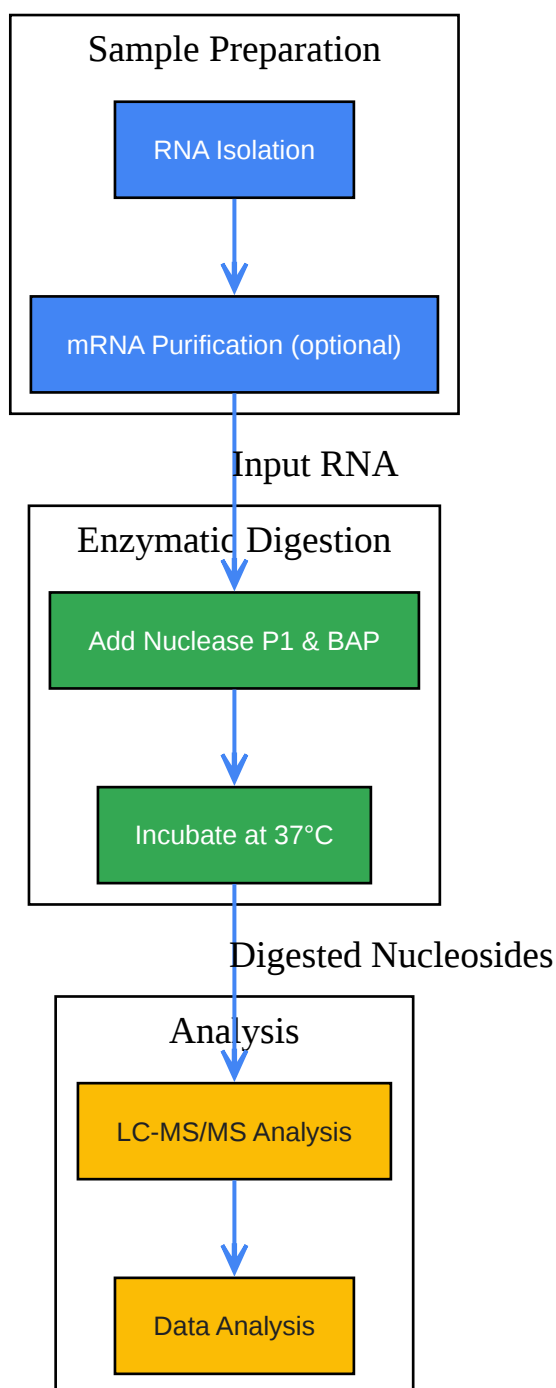 Sample Preparation
RNA Isolation
mRNA Purification (optional)
Input RNA
Enzymatic Digestion
Add Nuclease P1 & BAP
Incubate at 37°C
Digested Nucleosides
Analysis
LC-MS/MS Analysis
Data Analysis